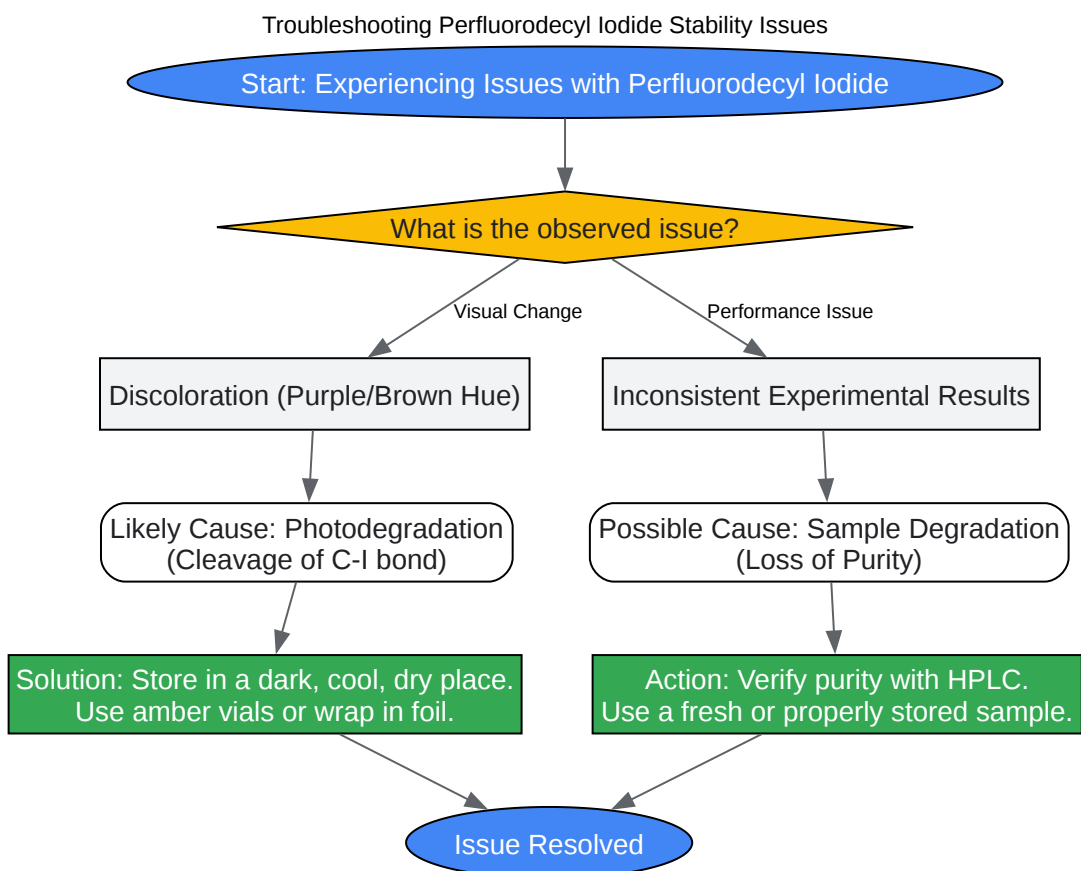 Troubleshooting Perfluorodecyl Iodide Stability Issues
Start: Experiencing Issues with Perfluorodecyl Iodide
What is the observed issue?
Visual Change
Performance Issue
Discoloration (Purple/Brown Hue)
Inconsistent Experimental Results
Likely Cause: Photodegradation
(Cleavage of C-I bond)
Possible Cause: Sample Degradation
(Loss of Purity)
Solution: Store in a dark, cool, dry place.
Use amber vials or wrap in foil.
Action: Verify purity with HPLC.
Use a fresh or properly stored sample.
Issue Resolved